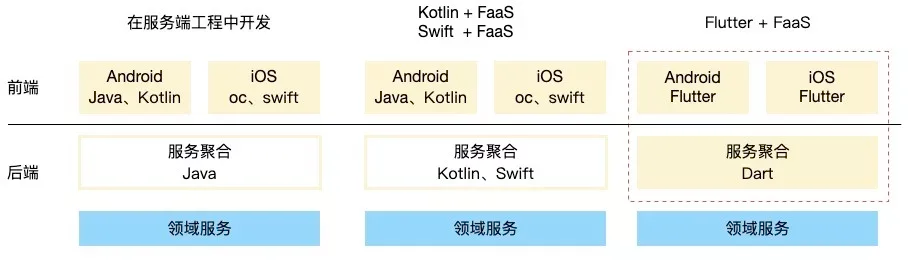 在服务端工程中开发
Kotlin + FaaS
Swift + FaaS
Flutter + FaaS
前端
Android
Java、Kotlin
iOS
oc、swift
Android
Java、Kotlin
iOS
oc、swift
Android
Flutter
iOS
Flutter
后端
服务聚合
Java
服务聚合
Kotlin、Swift
服务聚合
Dart
领域服务
领域服务
领域服务